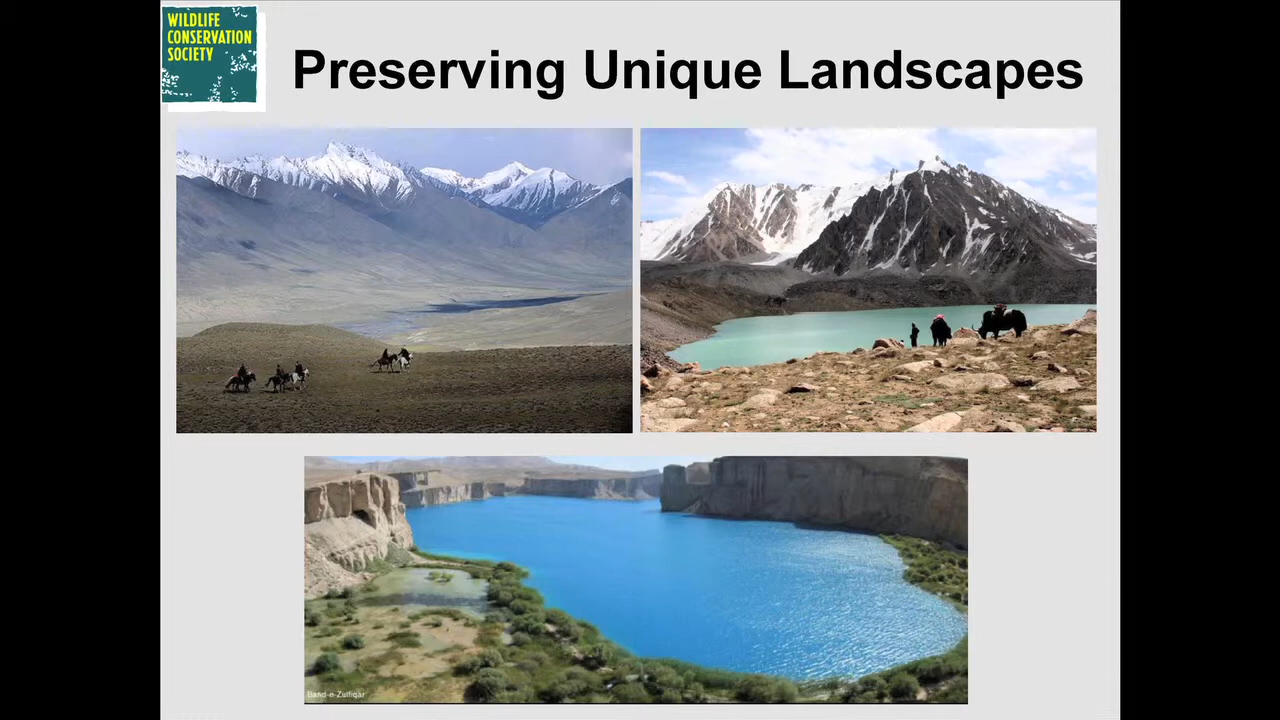 WILDLIFE
CONSERVATION
SOCIETY
Preserving Unique Landscapes
Band-e-Zulfiqar